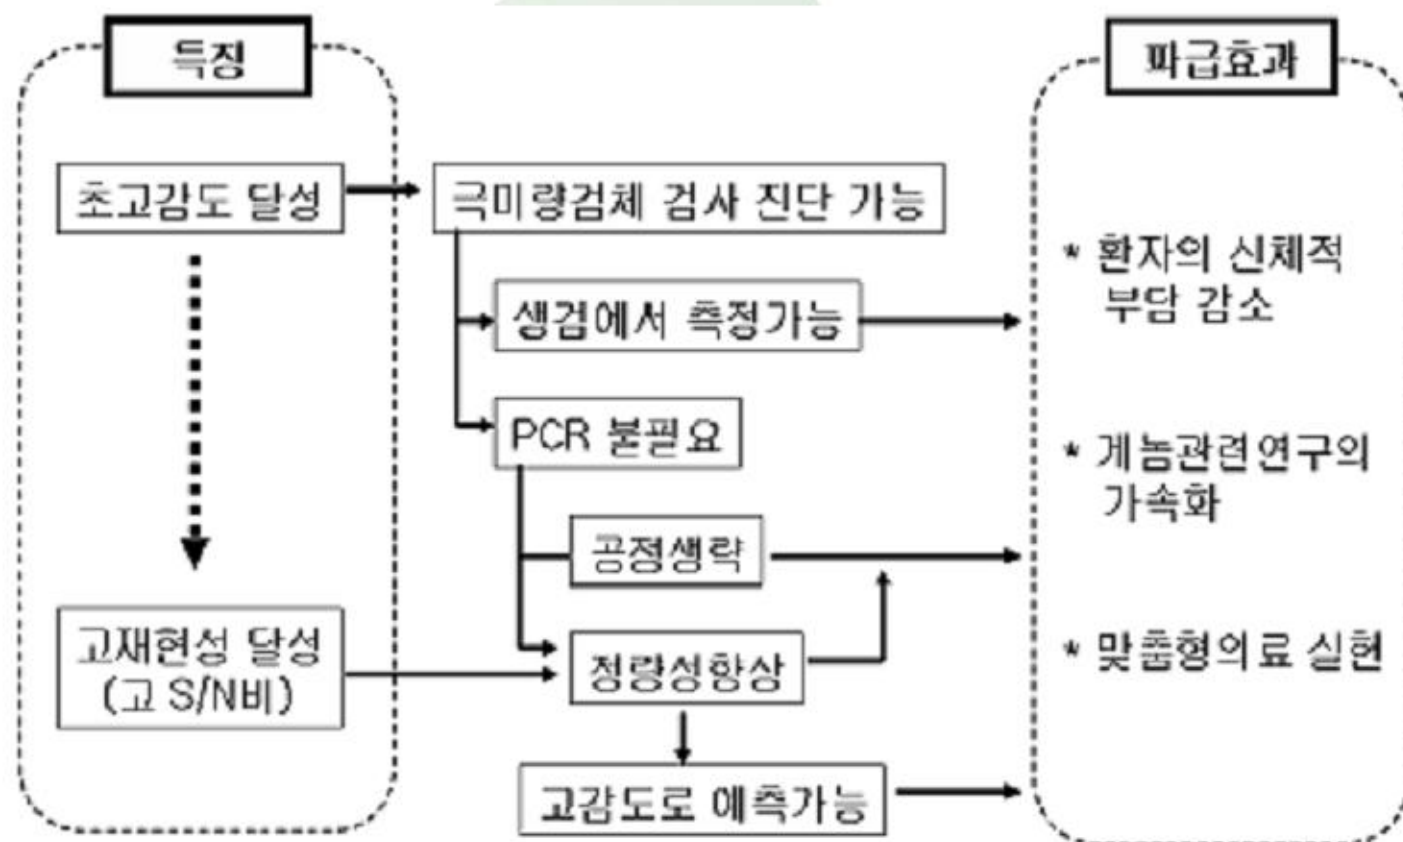 특징
초고감도 달성
고재현성 달성
(고 S/N비)
극미량검체 검사 진단 가능
생검에서 측정가능
PCR 불필요
공정생략
정량성향상
고감도로 예측가능
파급효과
* 환자의 신체적
부담 감소
* 게놈관련연구의
가속화
* 맞춤형의료 실현